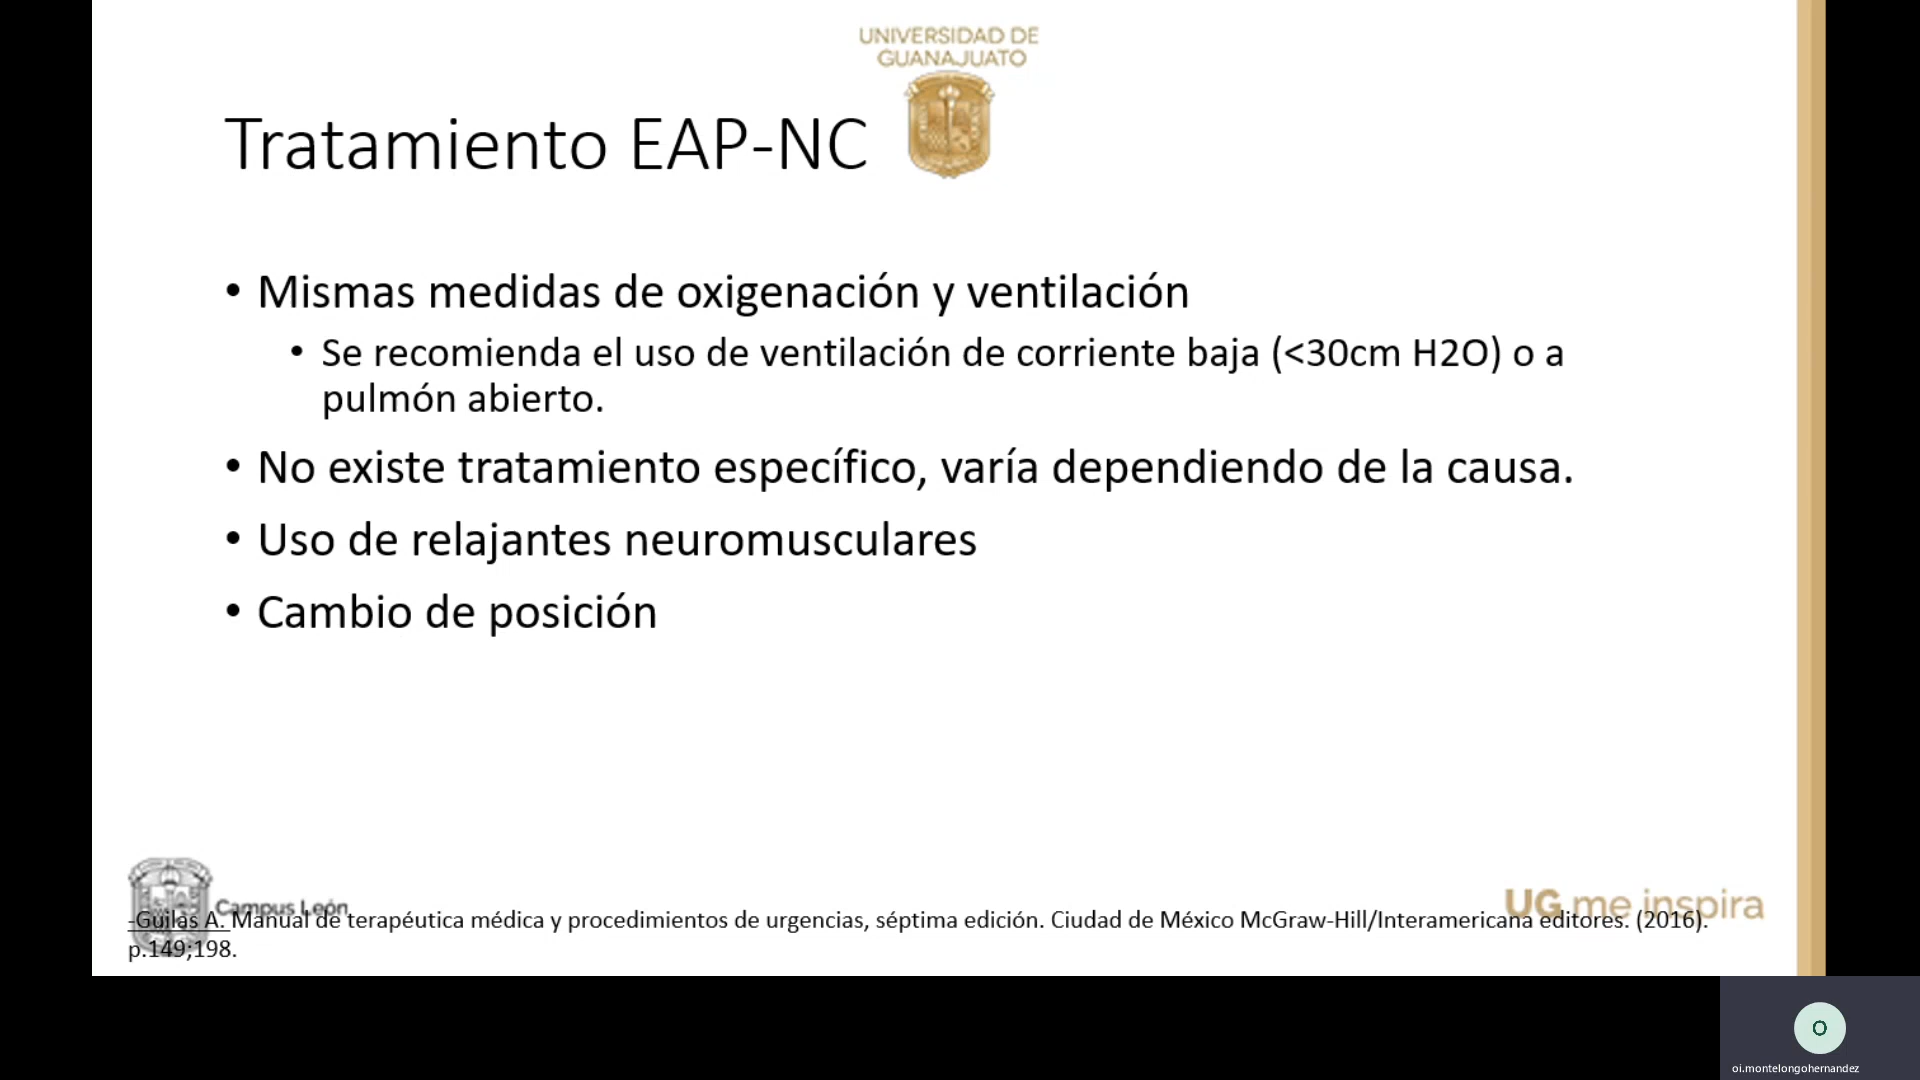 UNIVERSIDAD DE
GUANAJUATO
Tratamiento EAP-NC
• Mismas medidas de oxigenación y ventilación
• Se recomienda el uso de ventilación de corriente baja (<30cm H2O) o a
pulmón abierto.
• No existe tratamiento específico, varía dependiendo de la causa.
• Uso de relajantes neuromusculares
• Cambio de posición
Campus León
UG me inspira
-Guilas A. Manual de terapéutica médica y procedimientos de urgencias, séptima edición. Ciudad de México McGraw-Hill/Interamericana editores. (2016).
p.149;198.
O
oi.montelongohernandez